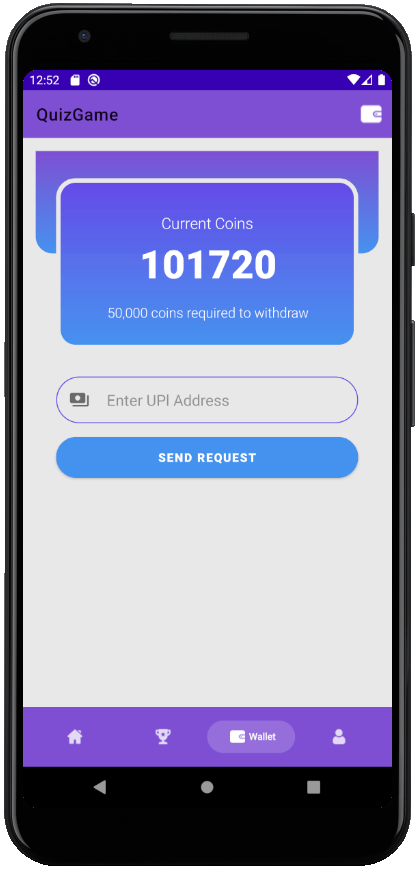 12:52
QuizGame
Current Coins
101720
50,000 coins required to withdraw
Enter UPI Address
SEND REQUEST
Wallet